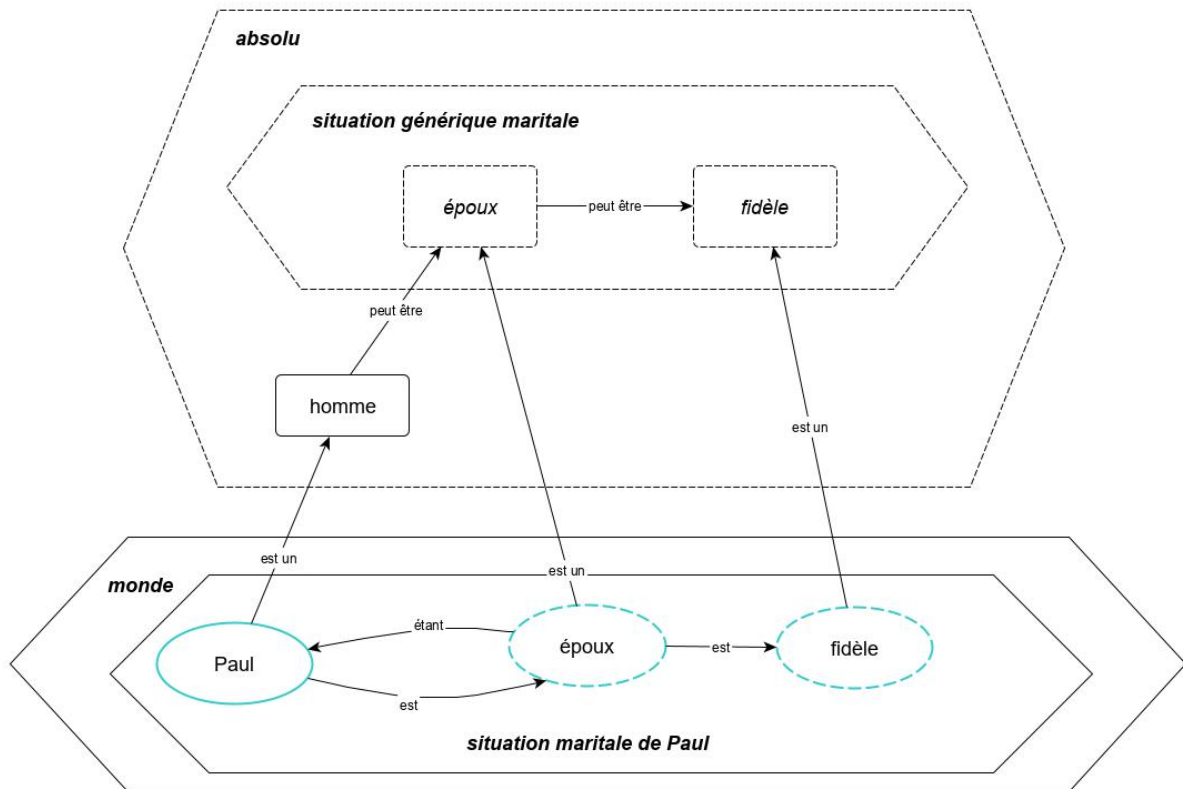 absolu
situation générique maritale
époux
peut être
fidèle
peut être
homme
est un
est un
est un
monde
étant
Paul
époux
est
fidèle
est
situation maritale de Paul